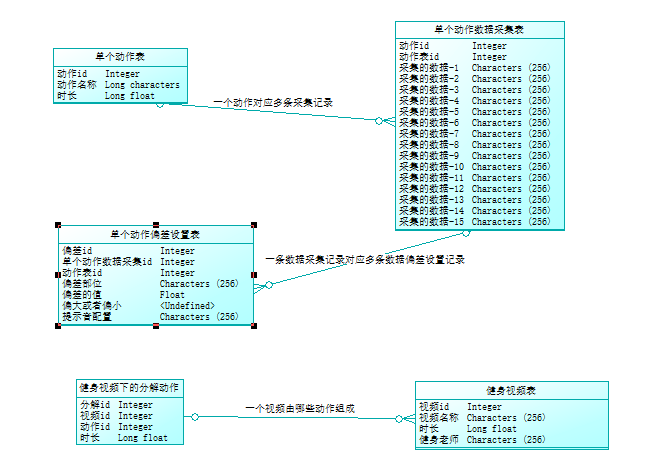 单个动作表
动作id Integer
动作名称 Long characters
时长 Long float
一个动作对应多条采集记录
单个动作数据采集表
动作id Integer
动作表id Integer
采集的数据-1 Characters (256)
采集的数据-2 Characters (256)
采集的数据-3 Characters (256)
采集的数据-4 Characters (256)
采集的数据-5 Characters (256)
采集的数据-6 Characters (256)
采集的数据-7 Characters (256)
采集的数据-8 Characters (256)
采集的数据-9 Characters (256)
采集的数据-10 Characters (256)
采集的数据-11 Characters (256)
采集的数据-12 Characters (256)
采集的数据-13 Characters (256)
采集的数据-14 Characters (256)
采集的数据-15 Characters (256)
单个动作偏差设置表
偏差id Integer
单个动作数据采集id Integer
动作表id Integer
偏差部位 Characters (256)
偏差的值 Float
偏大或者偏小 <Undefined>
提示音配置 Characters (256)
一条数据采集记录对应多条数据偏差设置记录
健身视频下的分解动作
分解id Integer
视频id Integer
动作id Integer
时长 Long float
一个视频由哪些动作组成
健身视频表
视频id Integer
视频名称 Characters (256)
时长 Long float
健身老师 Characters (256)